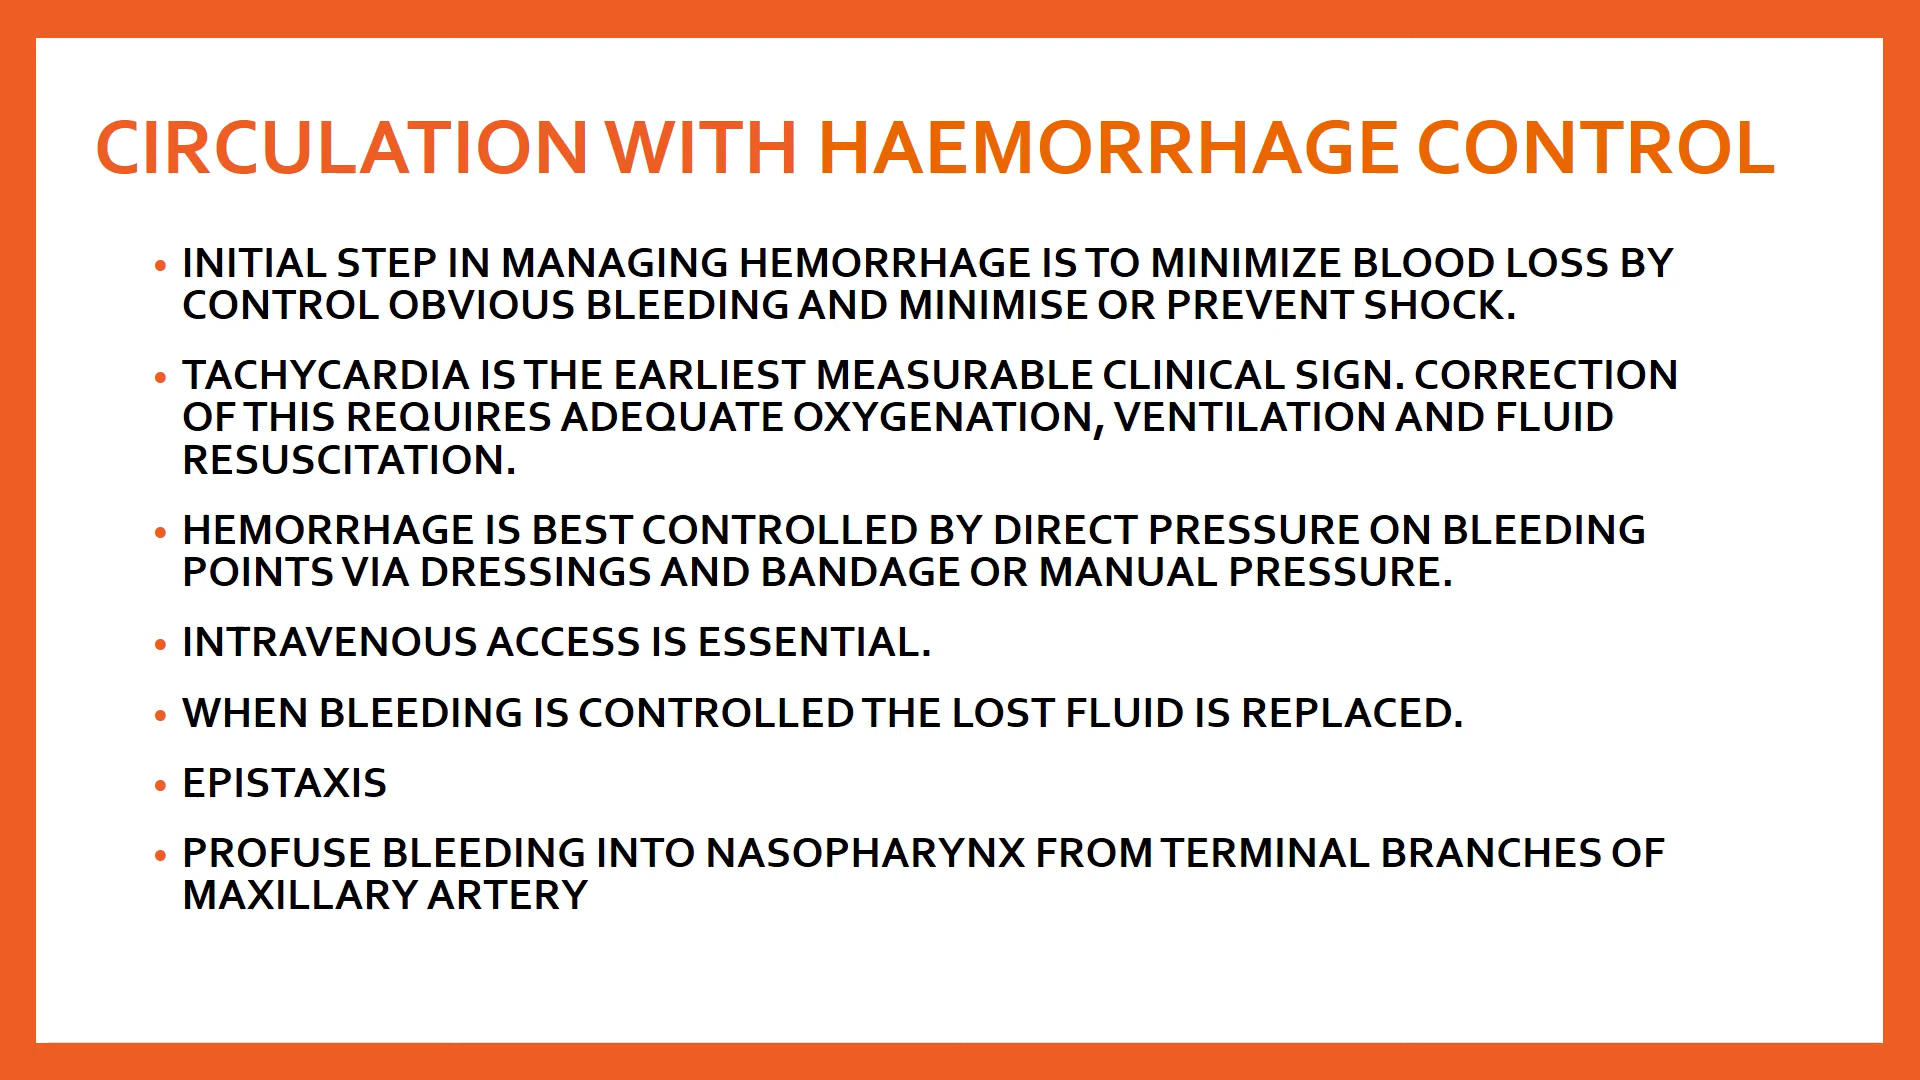 CIRCULATION WITH HAEMORRHAGE CONTROL
• INITIAL STEP IN MANAGING HEMORRHAGE IS TO MINIMIZE BLOOD LOSS BY
CONTROL OBVIOUS BLEEDING AND MINIMISE OR PREVENT SHOCK.
• TACHYCARDIA IS THE EARLIEST MEASURABLE CLINICAL SIGN. CORRECTION
OF THIS REQUIRES ADEQUATE OXYGENATION, VENTILATION AND FLUID
RESUSCITATION.
• HEMORRHAGE IS BEST CONTROLLED BY DIRECT PRESSURE ON BLEEDING
POINTS VIA DRESSINGS AND BANDAGE OR MANUAL PRESSURE.
• INTRAVENOUS ACCESS IS ESSENTIAL.
• WHEN BLEEDING IS CONTROLLED THE LOST FLUID IS REPLACED.
• EPISTAXIS
• PROFUSE BLEEDING INTO NASOPHARYNX FROM TERMINAL BRANCHES OF
MAXILLARY ARTERY